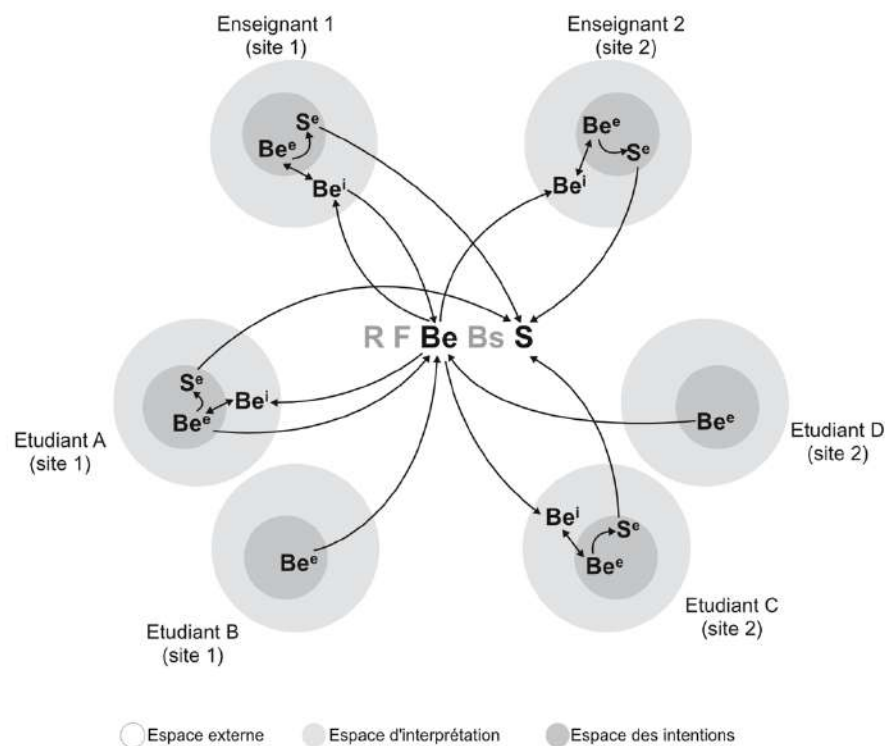 Enseignant 1
(site 1)
Enseignant 2
(site 2)
Sᵉ
Beᵉ
Beⁱ
Beᵉ
Sᵉ
Beⁱ
R F Be Bs S
Sᵉ
Beⁱ
Beᵉ
Etudiant A
(site 1)
Beᵉ
Etudiant D
(site 2)
Beᵉ
Etudiant B
(site 1)
Beⁱ
Sᵉ
Beᵉ
Etudiant C
(site 2)
Espace externe
Espace d'interprétation
Espace des intentions